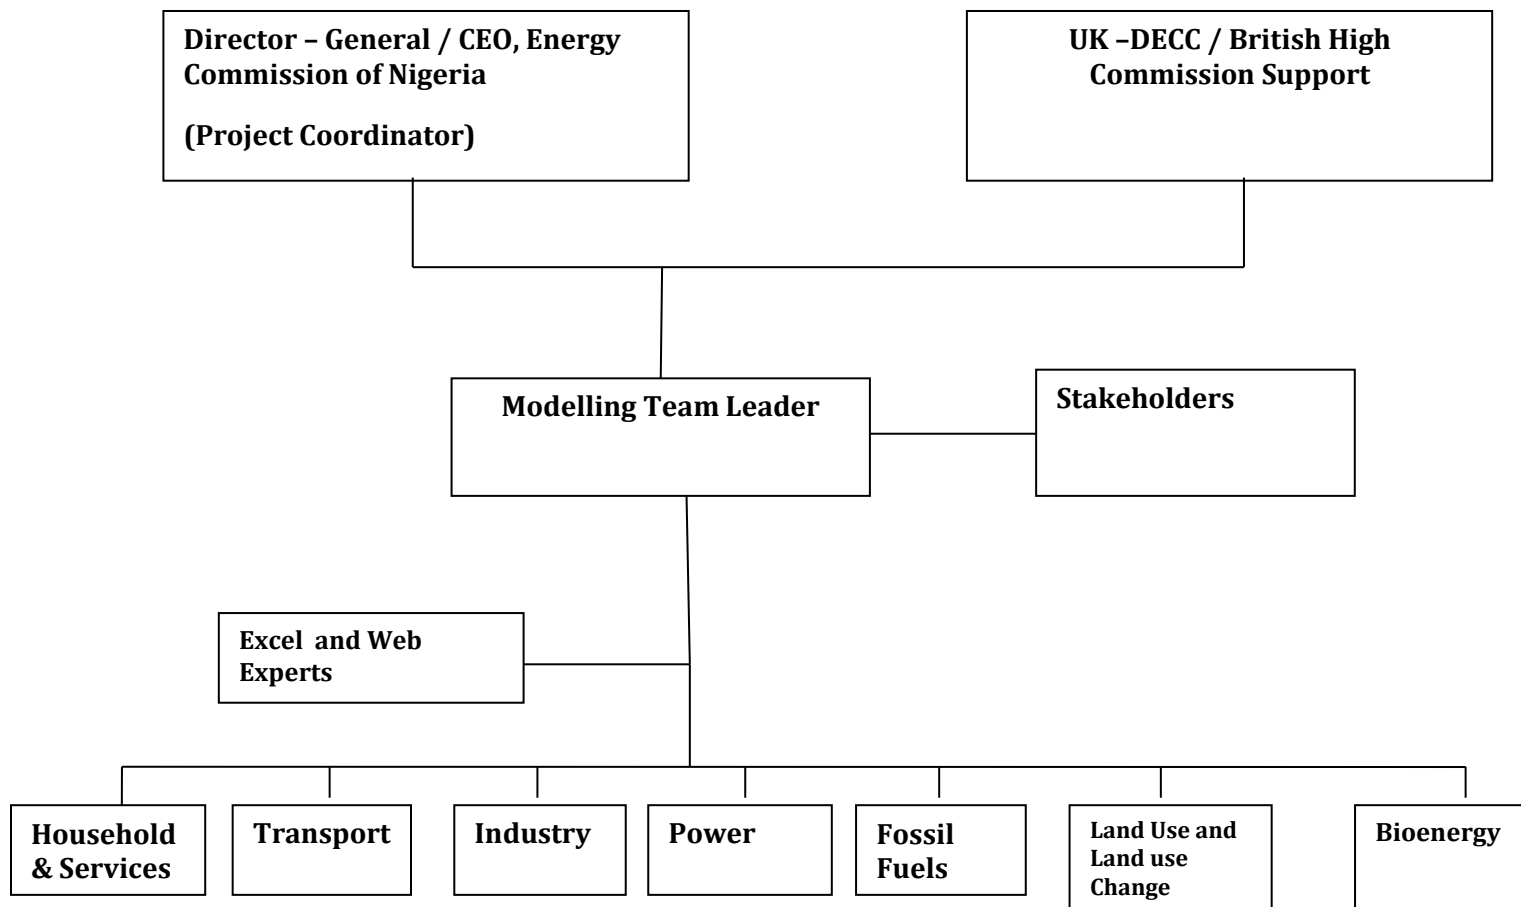 Director – General / CEO, Energy
Commission of Nigeria
(Project Coordinator)
UK –DECC / British High
Commission Support
Modelling Team Leader
Stakeholders
Excel  and Web
Experts
Household
& Services
Transport
Industry
Power
Fossil
Fuels
Land Use and
Land use
Change
Bioenergy